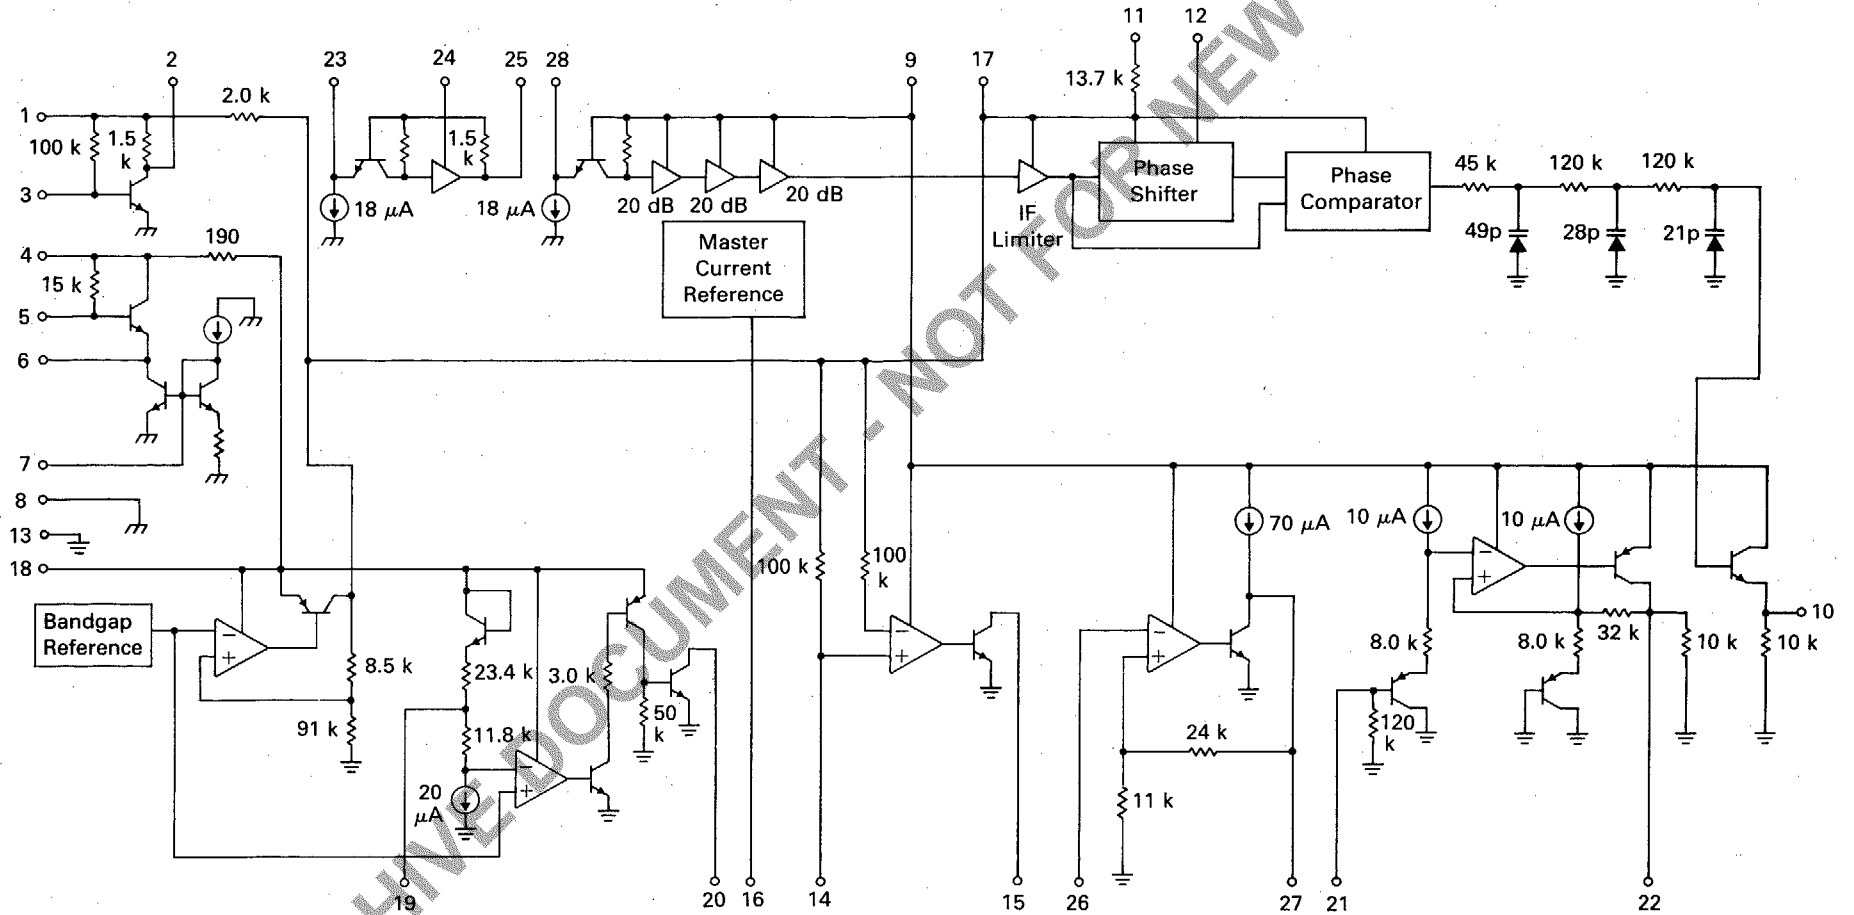 11
12
2
23
24
25
28
9
17
13.7 k
2.0 k
1
100 k
1.5 k
1.5 k
3
18 µA
18 µA
20 dB
20 dB
20 dB
IF Limiter
Phase Shifter
Phase Comparator
45 k
120 k
120 k
49p
28p
21p
4
190
15 k
5
6
7
8
13
18
Master Current Reference
Bandgap Reference
−
+
8.5 k
91 k
23.4 k
11.8 k
20 µA
−
+
3.0 k
50 k
100 k
100 k
−
+
−
+
70 µA
24 k
11 k
10 µA
10 µA
−
+
8.0 k
8.0 k
32 k
10 k
10 k
10
120 k
19
20
16
14
15
26
27
21
22
HIVE DOCUMENT - NOT FOR NEW